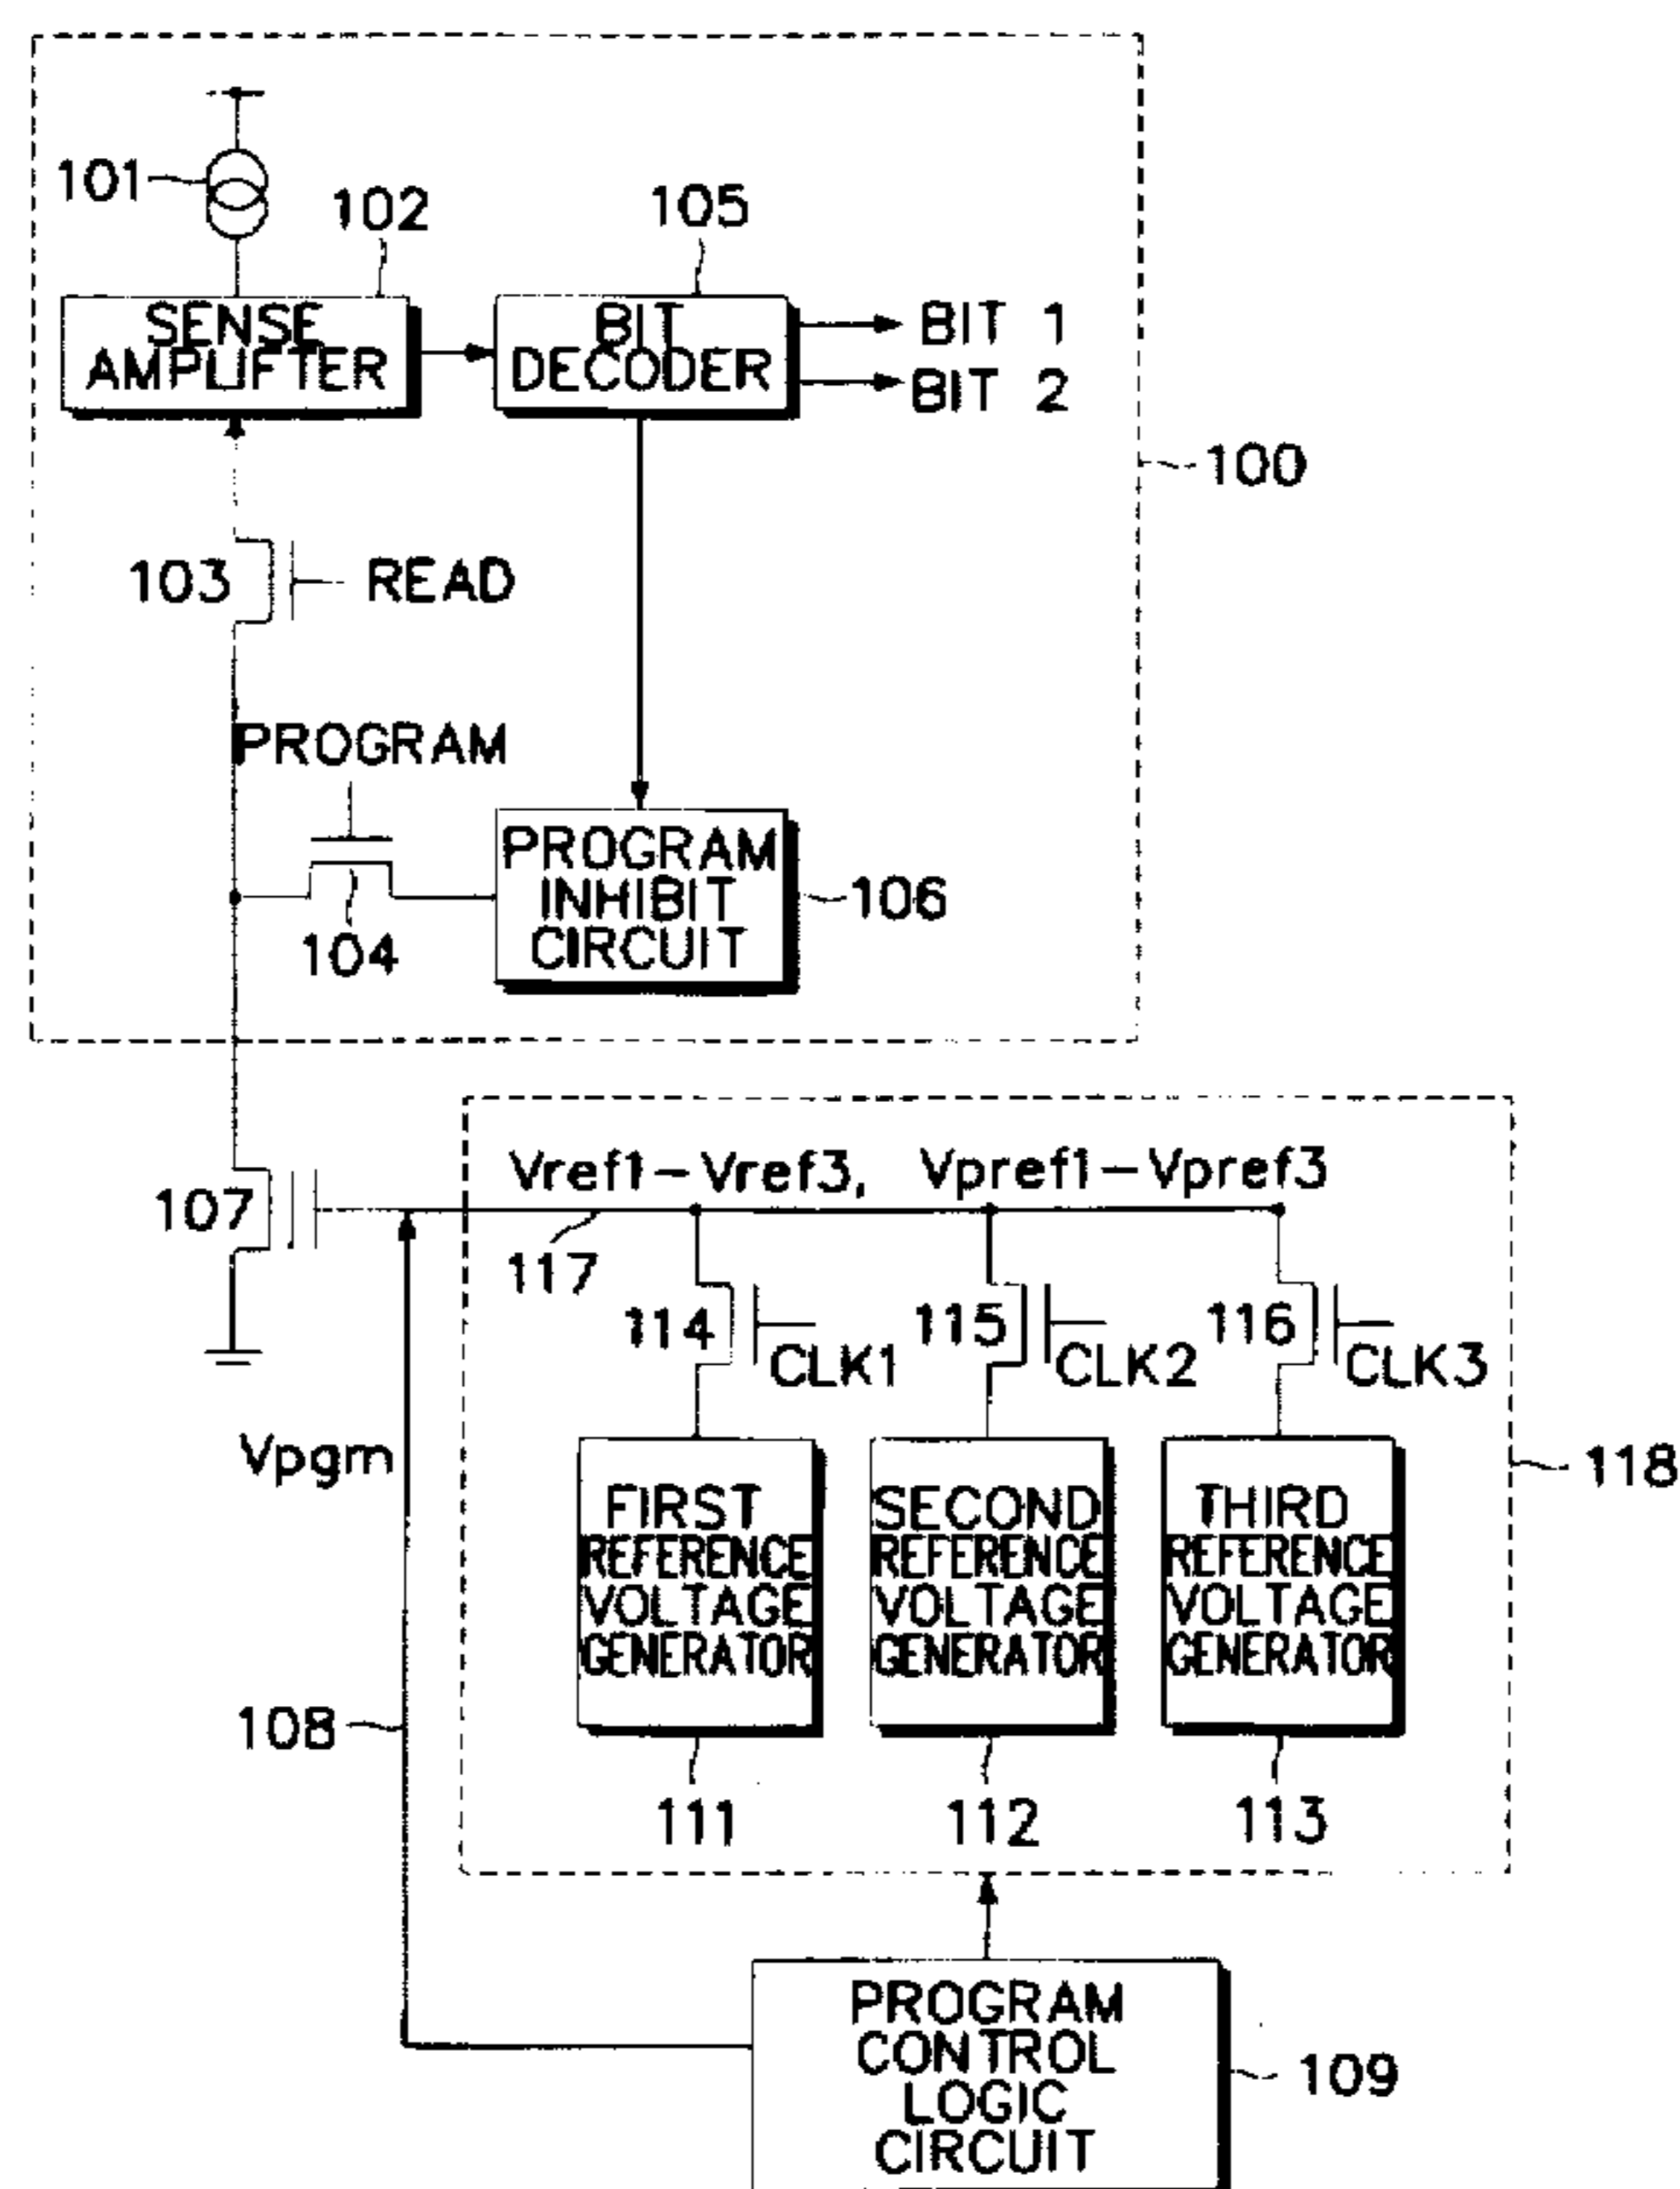 101
102
105
SENSE
AMPLIFTER
BIT
DECODER
BIT 1
BIT 2
100
103
READ
PROGRAM
PROGRAM
INHIBIT
CIRCUIT
106
104
Vref1-Vref3, Vpref1-Vpref3
107
117
114
CLK1
115
CLK2
116
CLK3
Vpgm
118
FIRST
REFERENCE
VOLTAGE
GENERATOR
SECOND
REFERENCE
VOLTAGE
GENERATOR
THIRD
REFERENCE
VOLTAGE
GENERATOR
108
111
112
113
PROGRAM
CONTROL
LOGIC
CIRCUIT
109